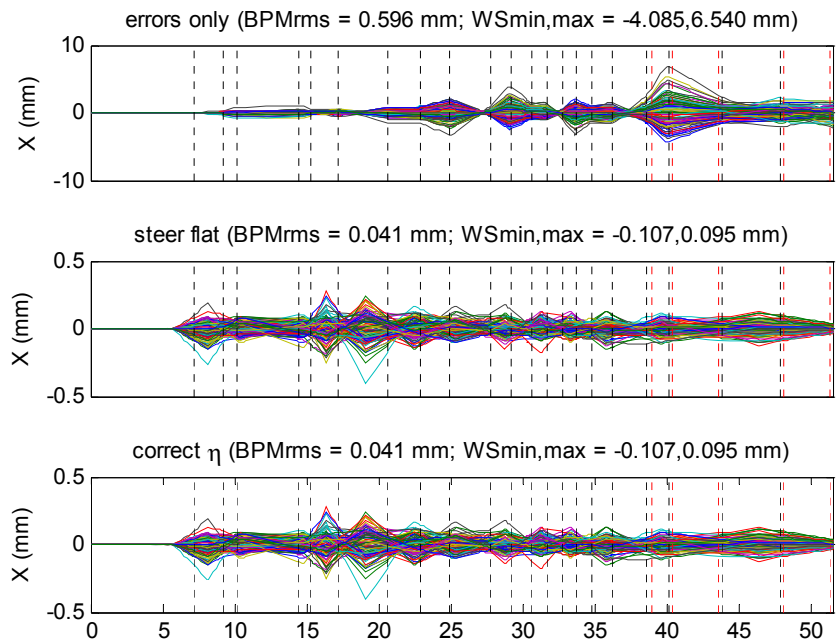 errors only (BPMrms = 0.596 mm; WSmin,max = -4.085,6.540 mm)
10
0
-10
X (mm)
steer flat (BPMrms = 0.041 mm; WSmin,max = -0.107,0.095 mm)
0.5
0
-0.5
X (mm)
correct η (BPMrms = 0.041 mm; WSmin,max = -0.107,0.095 mm)
0.5
0
-0.5
X (mm)
0 5 10 15 20 25 30 35 40 45 50